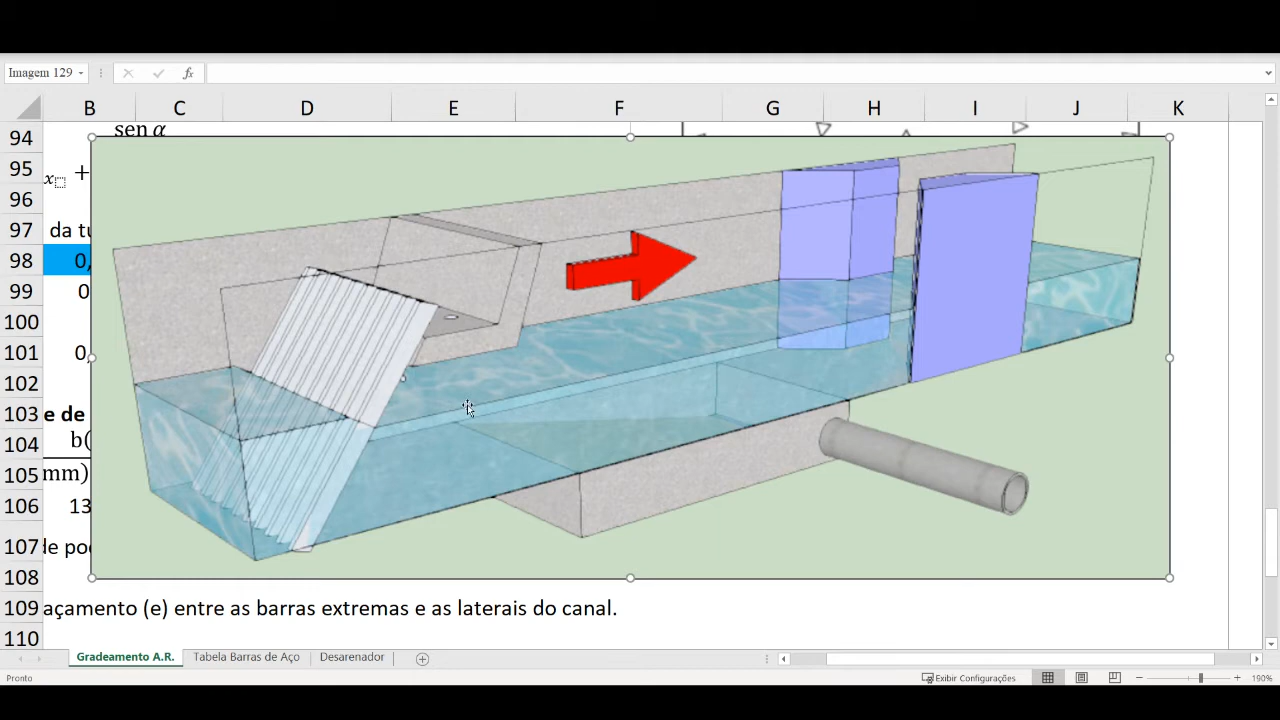 Imagem 129
fx
B C D E F G H I J K
94 sen α
95 x +
96
97 da tu
98 0,
99 0
100
101 0,
102
103 e de
104 b(
105 mm)
106 13
107 de po
108
109 açamento (e) entre as barras extremas e as laterais do canal.
110
Gradeamento A.R. Tabela Barras de Aço Desarenador
Pronto Exibir Configurações 190%